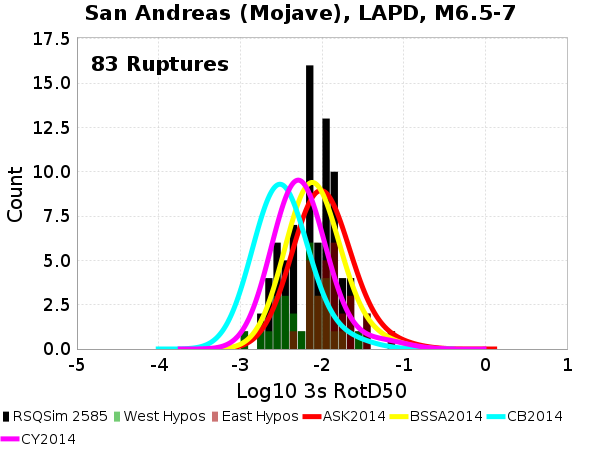 San Andreas (Mojave), LAPD, M6.5-7
17.5
83 Ruptures
15.0
12.5
10.0
7.5
5.0
2.5
0.0
Count
-5 -4 -3 -2 -1 0 1
Log10 3s RotD50
RSQSim 2585 West Hypos East Hypos ASK2014 BSSA2014 CB2014
CY2014